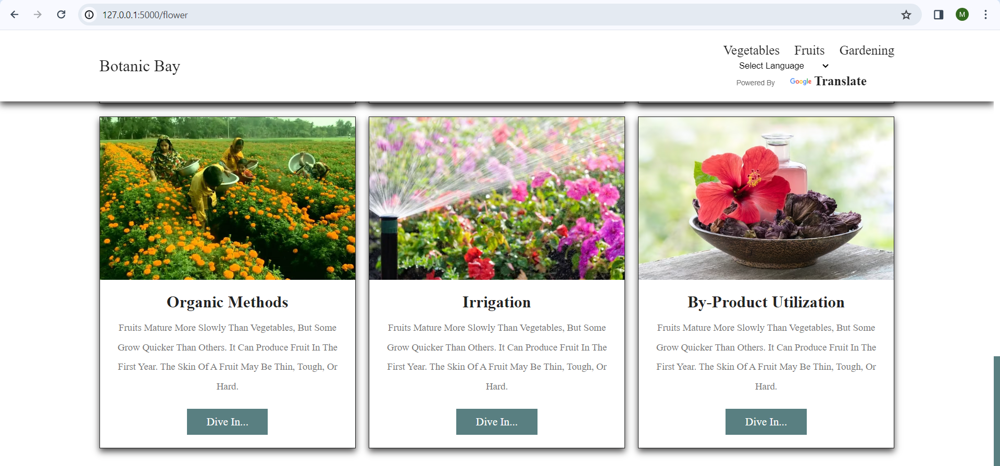 127.0.0.1:5000/flower
M
Botanic Bay
Vegetables Fruits Gardening
Select Language
Powered By Google Translate
Organic Methods
Fruits Mature More Slowly Than Vegetables, But Some
Grow Quicker Than Others. It Can Produce Fruit In The
First Year. The Skin Of A Fruit May Be Thin, Tough, Or
Hard.
Dive In...
Irrigation
Fruits Mature More Slowly Than Vegetables, But Some
Grow Quicker Than Others. It Can Produce Fruit In The
First Year. The Skin Of A Fruit May Be Thin, Tough, Or
Hard.
Dive In...
By-Product Utilization
Fruits Mature More Slowly Than Vegetables, But Some
Grow Quicker Than Others. It Can Produce Fruit In The
First Year. The Skin Of A Fruit May Be Thin, Tough, Or
Hard.
Dive In...